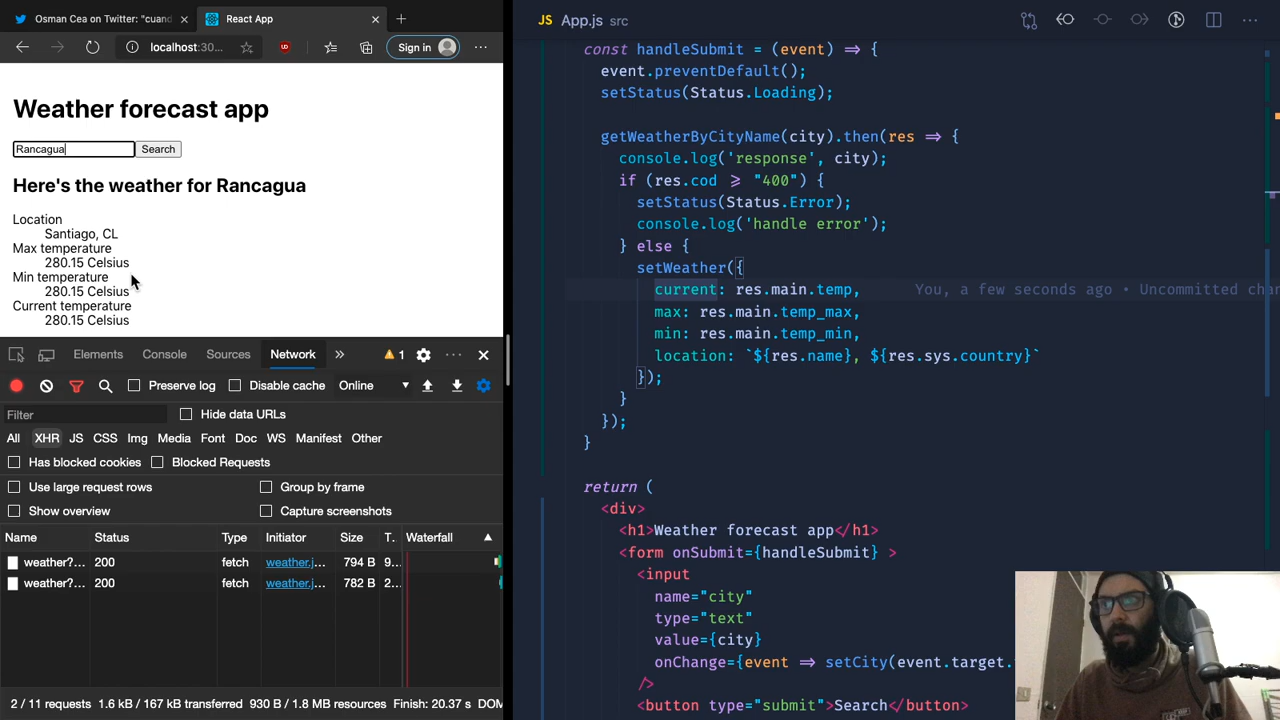 Osman Cea on Twitter: "cuand
React App
localhost:30...
Sign in
Weather forecast app
Rancagua
Search
Here's the weather for Rancagua
Location
Santiago, CL
Max temperature
280.15 Celsius
Min temperature
280.15 Celsius
Current temperature
280.15 Celsius
Elements
Console
Sources
Network
1
Preserve log
Disable cache
Online
Filter
Hide data URLs
All XHR JS CSS Img Media Font Doc WS Manifest Other
Has blocked cookies
Blocked Requests
Use large request rows
Group by frame
Show overview
Capture screenshots
Name Status Type Initiator Size T. Waterfall
weather?... 200 fetch weather.j... 794 B 9...
weather?... 200 fetch weather.j... 782 B 2...
2 / 11 requests 1.6 kB / 167 kB transferred 930 B / 1.8 MB resources Finish: 20.37 s DOM
JS App.js src
const handleSubmit = (event) => {
event.preventDefault();
setStatus(Status.Loading);
getWeatherByCityName(city).then(res => {
console.log('response', city);
if (res.cod >= "400") {
setStatus(Status.Error);
console.log('handle error');
} else {
setWeather({
current: res.main.temp, You, a few seconds ago • Uncommitted chan
max: res.main.temp_max,
min: res.main.temp_min,
location: `${res.name}, ${res.sys.country}`
});
}
});
}
return (
<div>
<h1>Weather forecast app</h1>
<form onSubmit={handleSubmit} >
<input
name="city"
type="text"
value={city}
onChange={event => setCity(event.target.
/>
<button type="submit">Search</button>